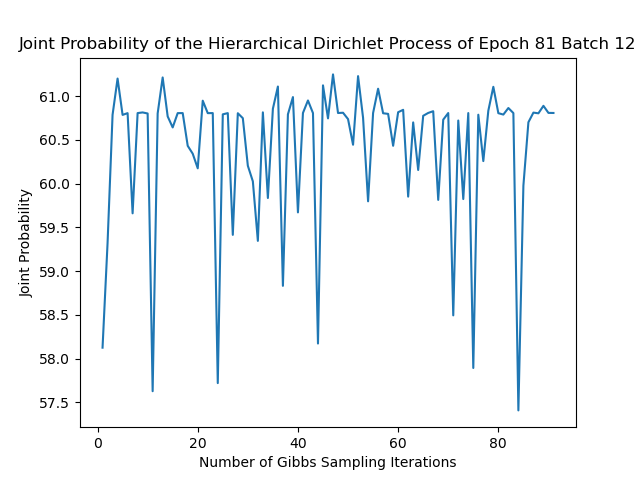 Joint Probability of the Hierarchical Dirichlet Process of Epoch 81 Batch 12
61.0
60.5
60.0
59.5
59.0
58.5
58.0
57.5
Joint Probability
0 20 40 60 80
Number of Gibbs Sampling Iterations